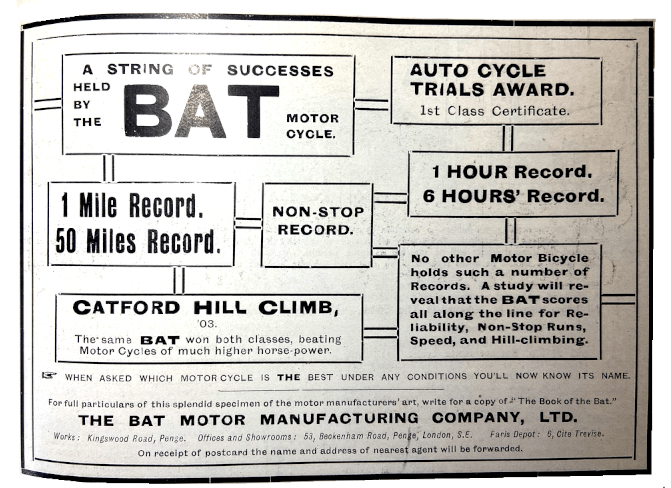 A STRING OF SUCCESSES
HELD
BY
THE
BAT
MOTOR
CYCLE.
AUTO CYCLE
TRIALS AWARD.
1st Class Certificate.
1 HOUR Record.
6 HOURS' Record.
1 Mile Record.
50 Miles Record.
NON-STOP
RECORD.
No other Motor Bicycle
holds such a number of
Records. A study will re-
veal that the BAT scores
all along the line for Re-
liability, Non-Stop Runs,
Speed, and Hill-climbing.
CATFORD HILL CLIMB,
'03.
The same BAT won both classes, beating
Motor Cycles of much higher horse-power.
☞ WHEN ASKED WHICH MOTOR CYCLE IS THE BEST UNDER ANY CONDITIONS YOU'LL NOW KNOW ITS NAME.
For full particulars of this splendid specimen of the motor manufacturers' art, write for a copy of "The Book of the Bat."
THE BAT MOTOR MANUFACTURING COMPANY, LTD.
Works: Kingswood Road, Penge. Offices and Showrooms: 53, Beckenham Road, Penge, London, S.E. Paris Depot: 6, Cite Trevise.
On receipt of postcard the name and address of nearest agent will be forwarded.